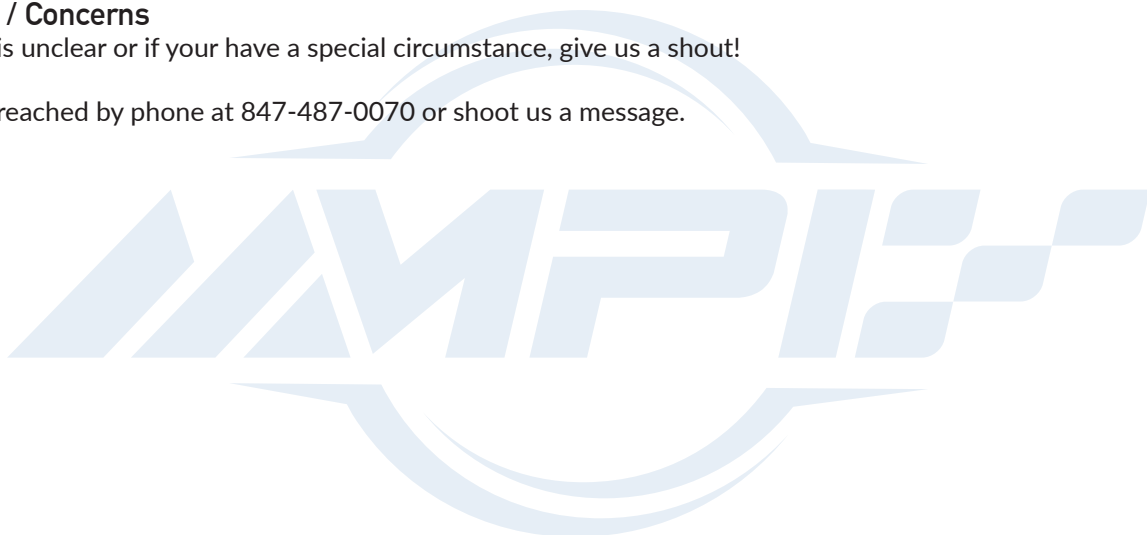 / Concerns
is unclear or if your have a special circumstance, give us a shout!
reached by phone at 847-487-0070 or shoot us a message.
MPI